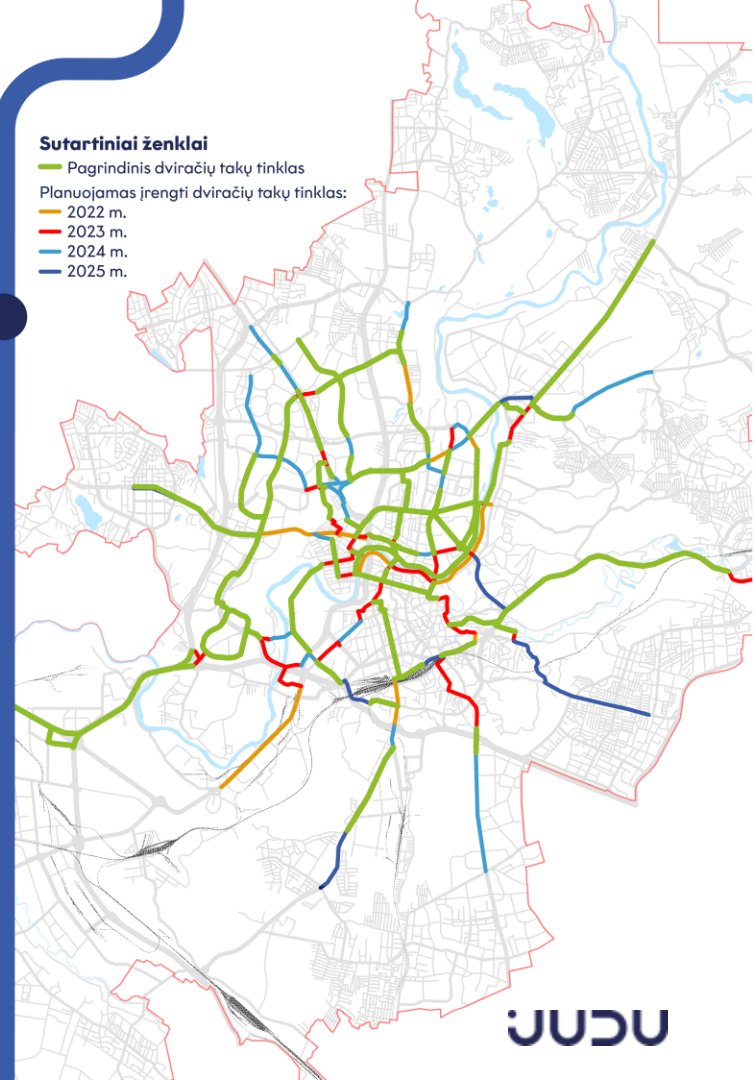 Sutartiniai ženklai
Pagrindinis dviračių takų tinklas
Planuojamas įrengti dviračių takų tinklas:
2022 m.
2023 m.
2024 m.
2025 m.
JUDU